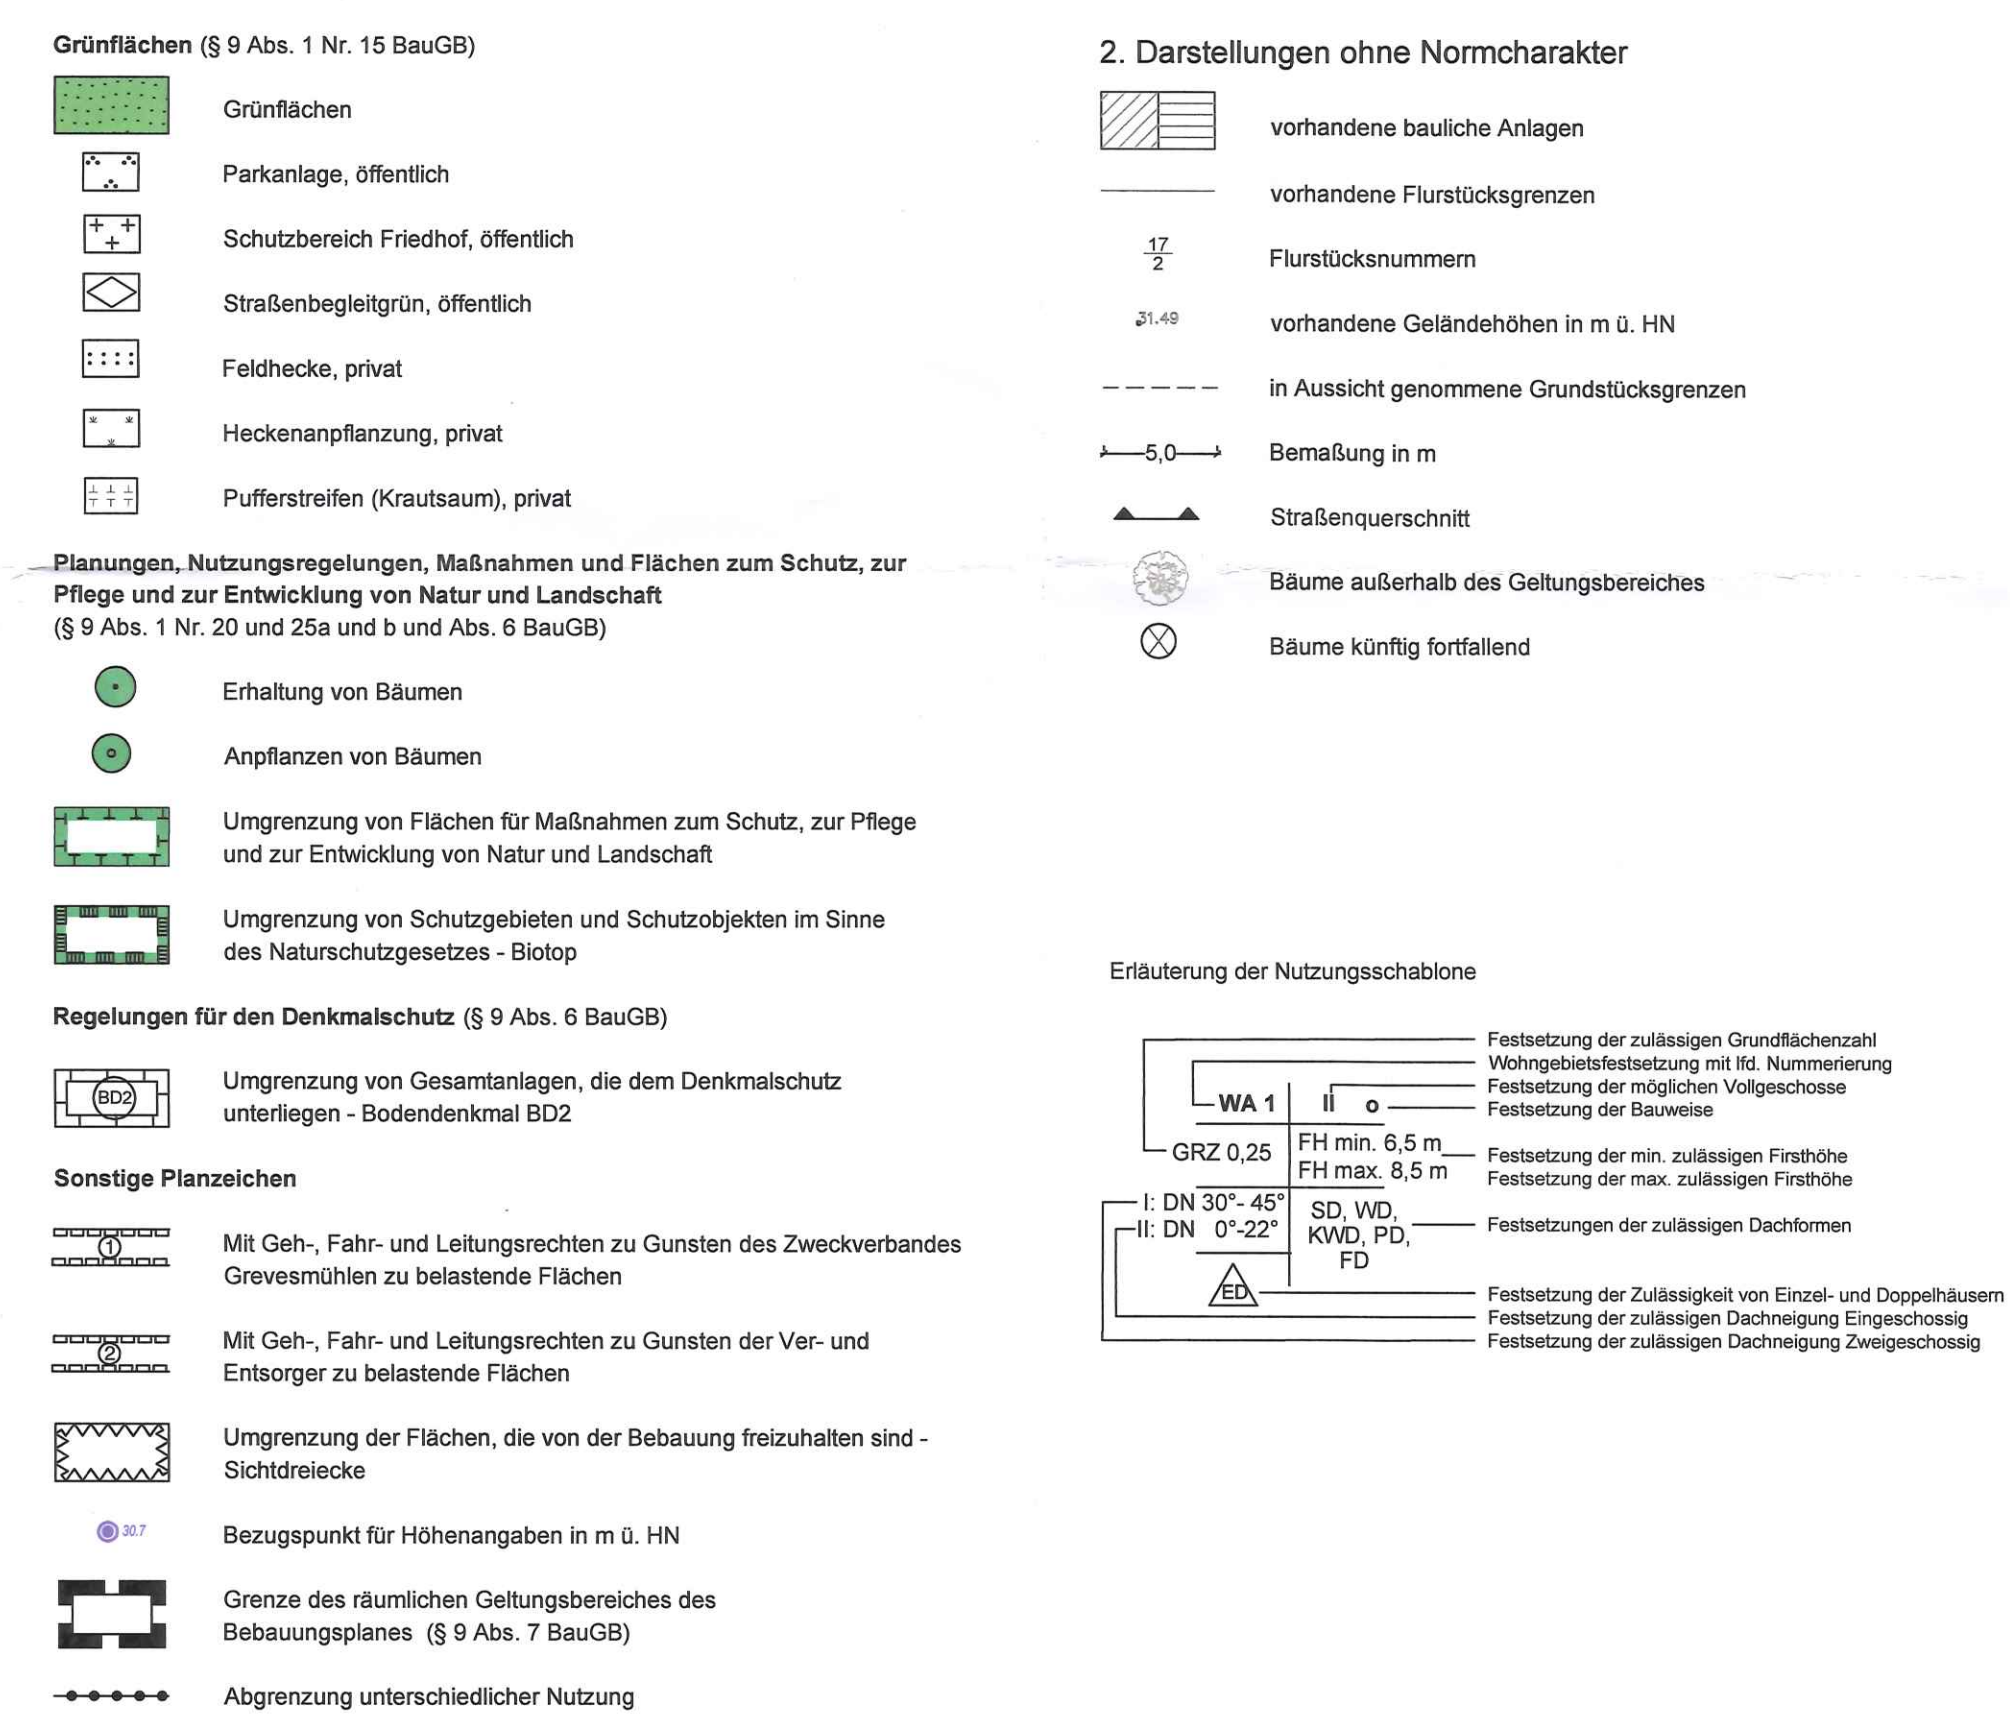 Grünflächen (§ 9 Abs. 1 Nr. 15 BauGB)
Grünflächen
Parkanlage, öffentlich
Schutzbereich Friedhof, öffentlich
Straßenbegleitgrün, öffentlich
Feldhecke, privat
Heckenanpflanzung, privat
Pufferstreifen (Krautsaum), privat
Planungen, Nutzungsregelungen, Maßnahmen und Flächen zum Schutz, zur
Pflege und zur Entwicklung von Natur und Landschaft
(§ 9 Abs. 1 Nr. 20 und 25a und b und Abs. 6 BauGB)
Erhaltung von Bäumen
Anpflanzen von Bäumen
Umgrenzung von Flächen für Maßnahmen zum Schutz, zur Pflege
und zur Entwicklung von Natur und Landschaft
Umgrenzung von Schutzgebieten und Schutzobjekten im Sinne
des Naturschutzgesetzes - Biotop
Regelungen für den Denkmalschutz (§ 9 Abs. 6 BauGB)
BD2
Umgrenzung von Gesamtanlagen, die dem Denkmalschutz
unterliegen - Bodendenkmal BD2
Sonstige Planzeichen
1
Mit Geh-, Fahr- und Leitungsrechten zu Gunsten des Zweckverbandes
Grevesmühlen zu belastende Flächen
2
Mit Geh-, Fahr- und Leitungsrechten zu Gunsten der Ver- und
Entsorger zu belastende Flächen
Umgrenzung der Flächen, die von der Bebauung freizuhalten sind -
Sichtdreiecke
30.7
Bezugspunkt für Höhenangaben in m ü. HN
Grenze des räumlichen Geltungsbereiches des
Bebauungsplanes (§ 9 Abs. 7 BauGB)
Abgrenzung unterschiedlicher Nutzung
2. Darstellungen ohne Normcharakter
vorhandene bauliche Anlagen
vorhandene Flurstücksgrenzen
17
2
Flurstücksnummern
31.49
vorhandene Geländehöhen in m ü. HN
in Aussicht genommene Grundstücksgrenzen
5,0
Bemaßung in m
Straßenquerschnitt
Bäume außerhalb des Geltungsbereiches
Bäume künftig fortfallend
Erläuterung der Nutzungsschablone
Festsetzung der zulässigen Grundflächenzahl
Wohngebietsfestsetzung mit lfd. Nummerierung
Festsetzung der möglichen Vollgeschosse
WA 1 II o
Festsetzung der Bauweise
GRZ 0,25
FH min. 6,5 m
FH max. 8,5 m
Festsetzung der min. zulässigen Firsthöhe
Festsetzung der max. zulässigen Firsthöhe
I: DN 30°- 45°
II: DN 0°-22°
SD, WD,
KWD, PD,
FD
Festsetzungen der zulässigen Dachformen
ED
Festsetzung der Zulässigkeit von Einzel- und Doppelhäusern
Festsetzung der zulässigen Dachneigung Eingeschossig
Festsetzung der zulässigen Dachneigung Zweigeschossig